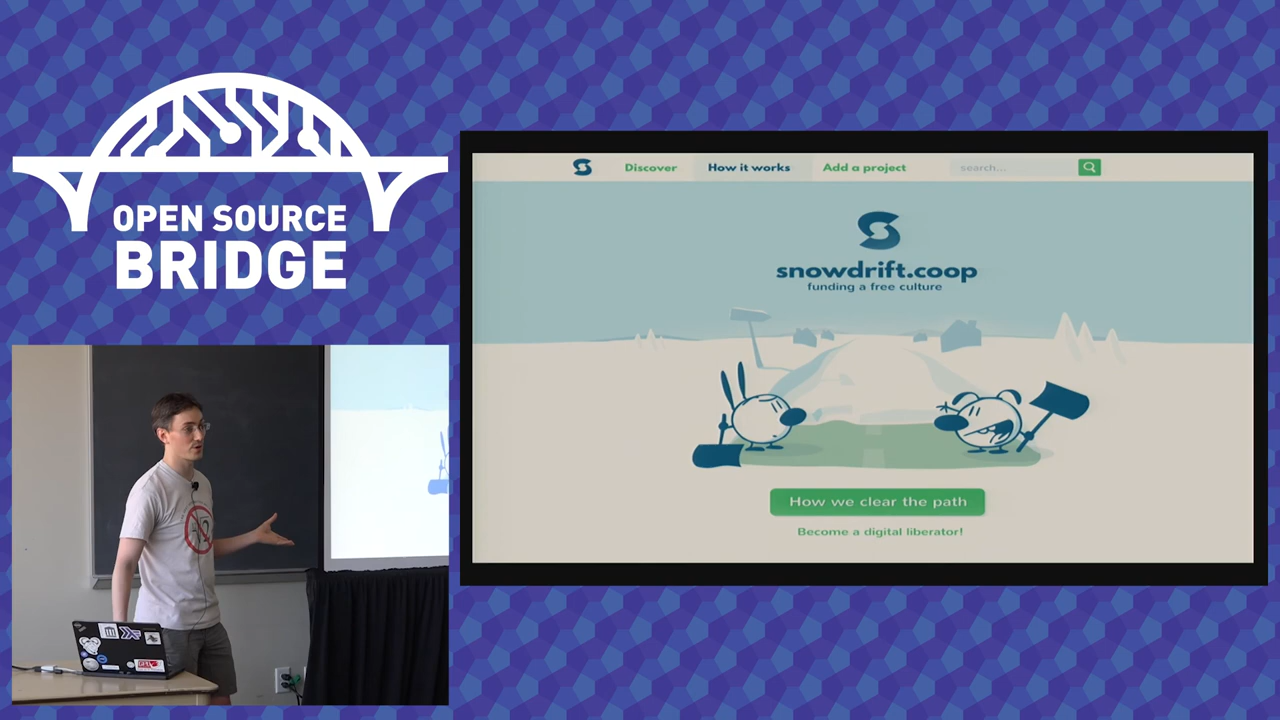 OPEN SOURCE
BRIDGE
Discover
How it works
Add a project
search...
snowdrift.coop
funding a free culture
How we clear the path
Become a digital liberator!